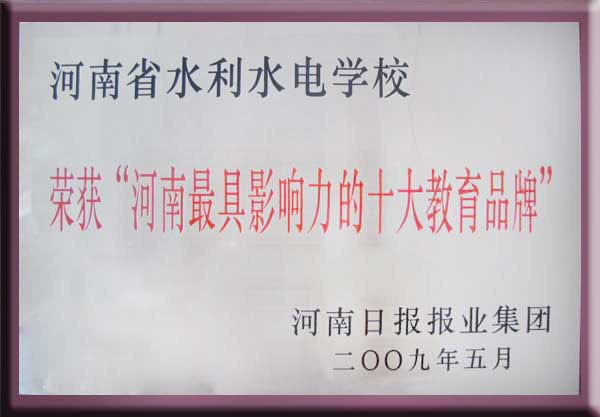 河南省水利水电学校
荣获“河南最具影响力的十大教育品牌”
河南日报报业集团
二〇〇九年五月